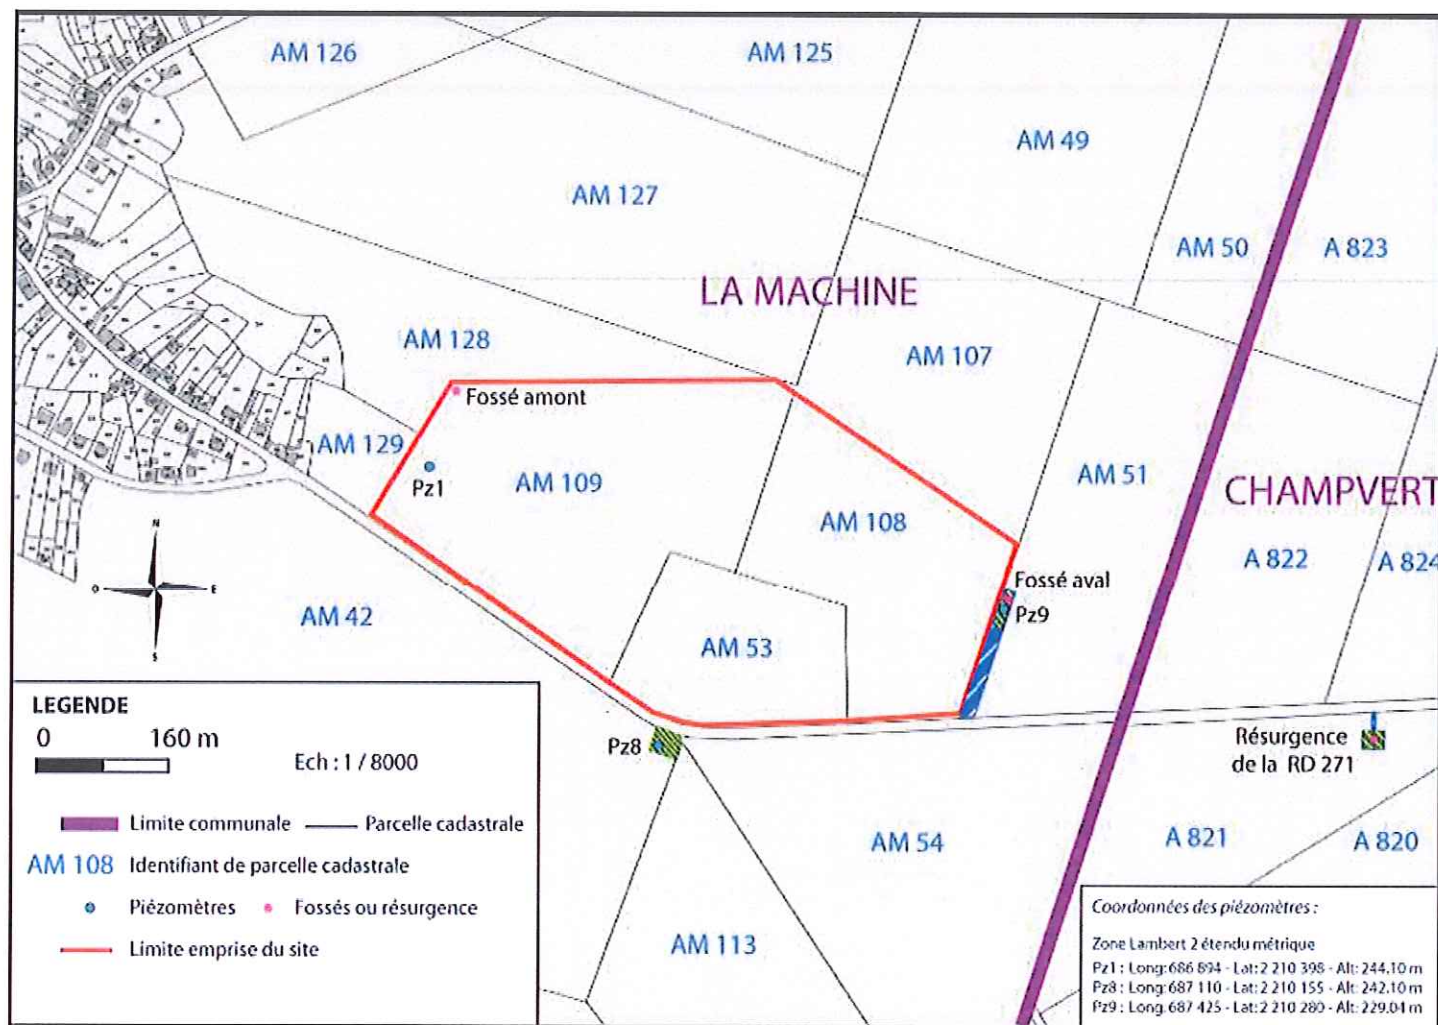 AM 126
AM 125
AM 49
AM 127
AM 50
A 823
LA MACHINE
AM 128
AM 107
Fossé amont
AM 129
Pz1
AM 109
AM 51
CHAMPVERT
AM 108
A 822
A 824
N
O
E
S
Fossé aval
Pz9
AM 42
AM 53
LEGENDE
0 160 m
Ech : 1 / 8000
Limite communale
Parcelle cadastrale
AM 108 Identifiant de parcelle cadastrale
Piézomètres
Fossés ou résurgence
Limite emprise du site
Pz8
Résurgence
de la RD 271
AM 54
A 821
A 820
AM 113
Coordonnées des piézomètres :
Zone Lambert 2 étendu métrique
Pz1 : Long: 686 894 - Lat: 2 210 398 - Alt: 244.10 m
Pz8 : Long: 687 110 - Lat: 2 210 155 - Alt: 242.10 m
Pz9 : Long: 687 425 - Lat: 2 210 280 - Alt: 229.04 m